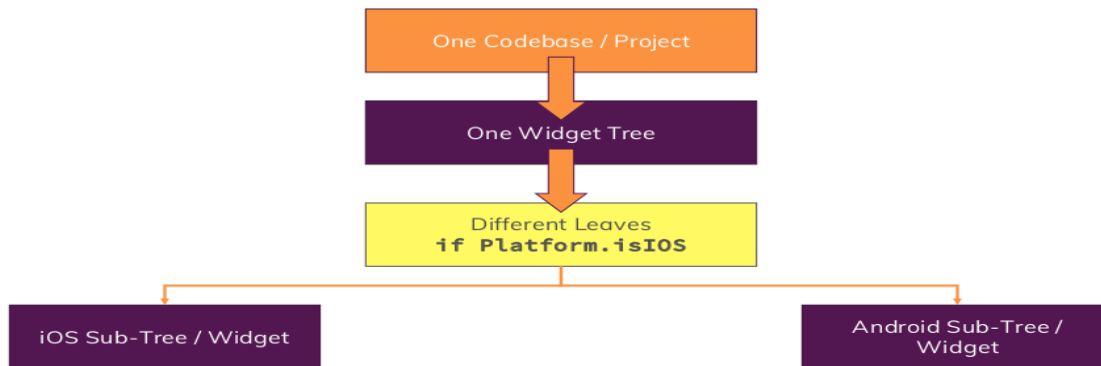 One Codebase / Project
One Widget Tree
Different Leaves
if Platform.isIOS
iOS Sub-Tree / Widget
Android Sub-Tree /
Widget